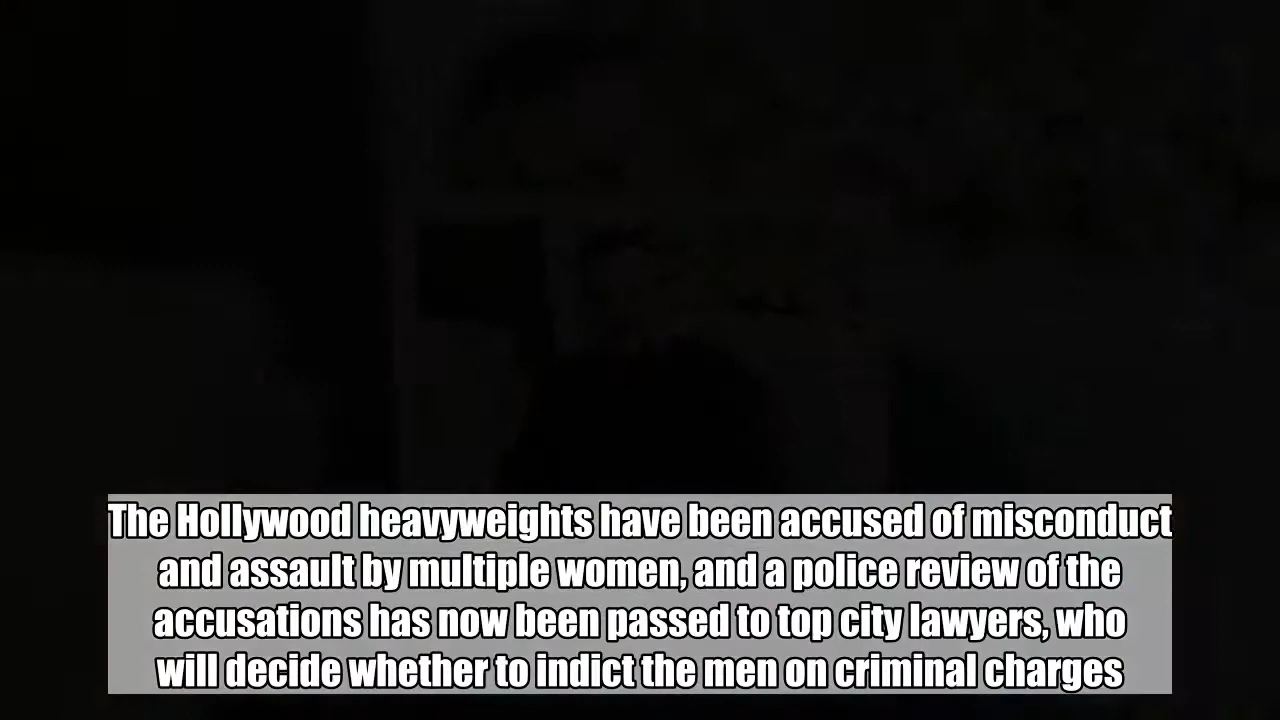 The Hollywood heavyweights have been accused of misconduct
and assault by multiple women, and a police review of the
accusations has now been passed to top city lawyers, who
will decide whether to indict the men on criminal charges